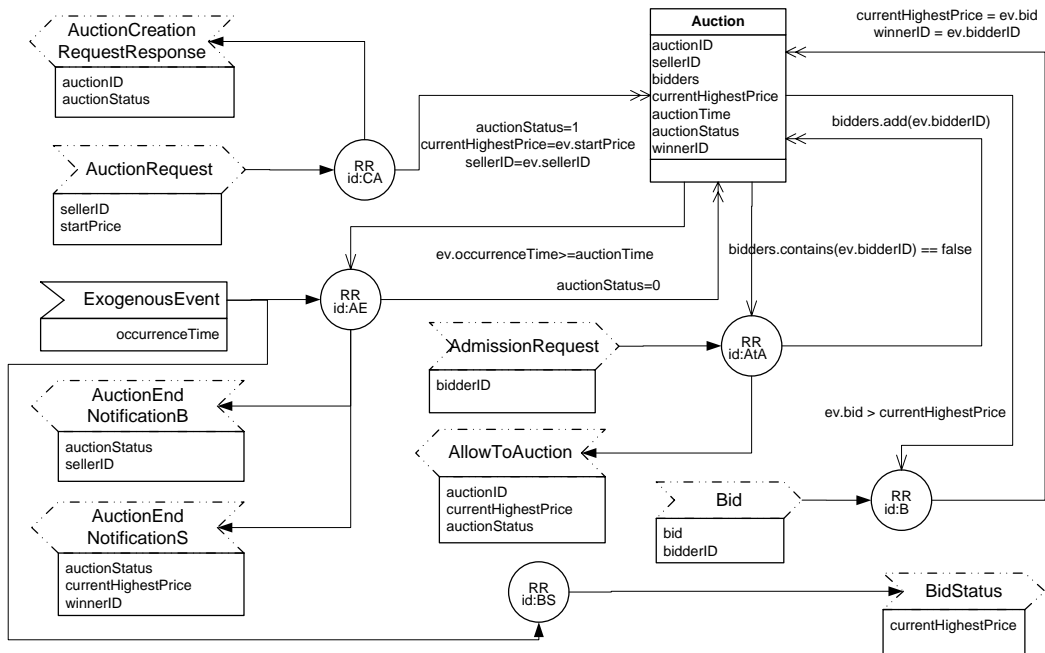 AuctionCreation
RequestResponse
auctionID
auctionStatus
Auction
auctionID
sellerID
bidders
currentHighestPrice
auctionTime
auctionStatus
winnerID
currentHighestPrice = ev.bid
winnerID = ev.bidderID
bidders.add(ev.bidderID)
auctionStatus=1
currentHighestPrice=ev.startPrice
sellerID=ev.sellerID
AuctionRequest
sellerID
startPrice
RR
id:CA
ev.occurrenceTime>=auctionTime
bidders.contains(ev.bidderID) == false
auctionStatus=0
ExogenousEvent
occurrenceTime
RR
id:AE
AdmissionRequest
bidderID
RR
id:AtA
AuctionEnd
NotificationB
auctionStatus
sellerID
ev.bid > currentHighestPrice
AllowToAuction
auctionID
currentHighestPrice
auctionStatus
Bid
bid
bidderID
RR
id:B
AuctionEnd
NotificationS
auctionStatus
currentHighestPrice
winnerID
RR
id:BS
BidStatus
currentHighestPrice